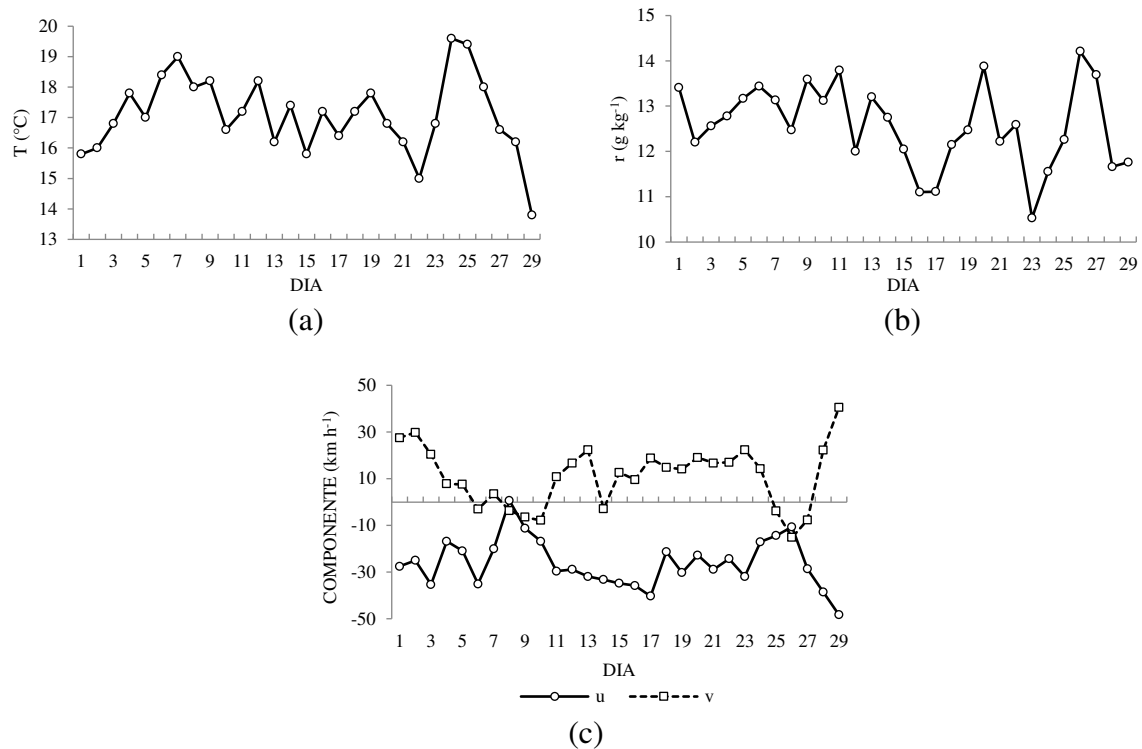 20
19
18
17
16
15
14
13
T (°C)
1 3 5 7 9 11 13 15 17 19 21 23 25 27 29
DIA
(a)
15
14
13
12
11
10
r (g kg⁻¹)
1 3 5 7 9 11 13 15 17 19 21 23 25 27 29
DIA
(b)
50
30
10
-10
-30
-50
COMPONENTE (km h⁻¹)
1 3 5 7 9 11 13 15 17 19 21 23 25 27 29
DIA
u v
(c)